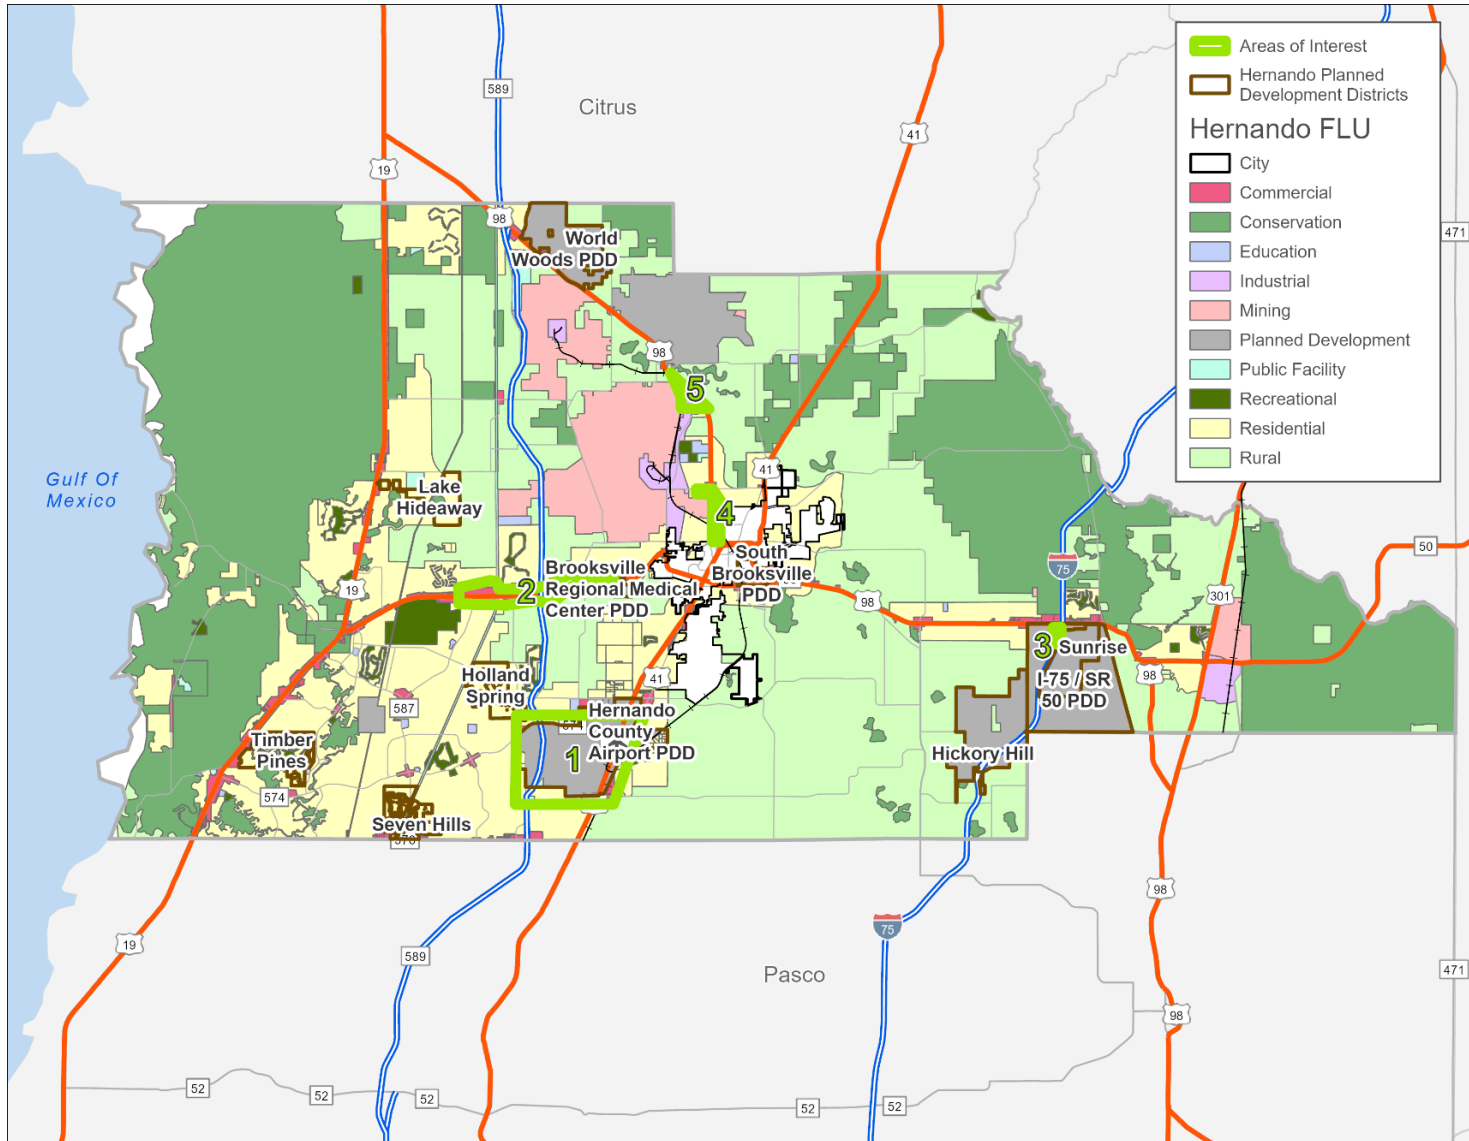 Areas of Interest
Hernando Planned
Development Districts
Hernando FLU
City
Commercial
Conservation
Education
Industrial
Mining
Planned Development
Public Facility
Recreational
Residential
Rural
589
Citrus
41
19
98
471
World
Woods PDD
98
5
Gulf Of
Mexico
41
Lake
Hideaway
4
50
South
Brooksville
PDD
Brooksville
Regional Medical
Center PDD
2
75
19
98
301
3
Sunrise
98
I-75 / SR
50 PDD
41
Holland
Spring
587
Hernando
County
Airport PDD
1
Timber
Pines
Hickory Hill
574
Seven Hills
98
75
19
589
Pasco
471
98
52
52
52
52
52